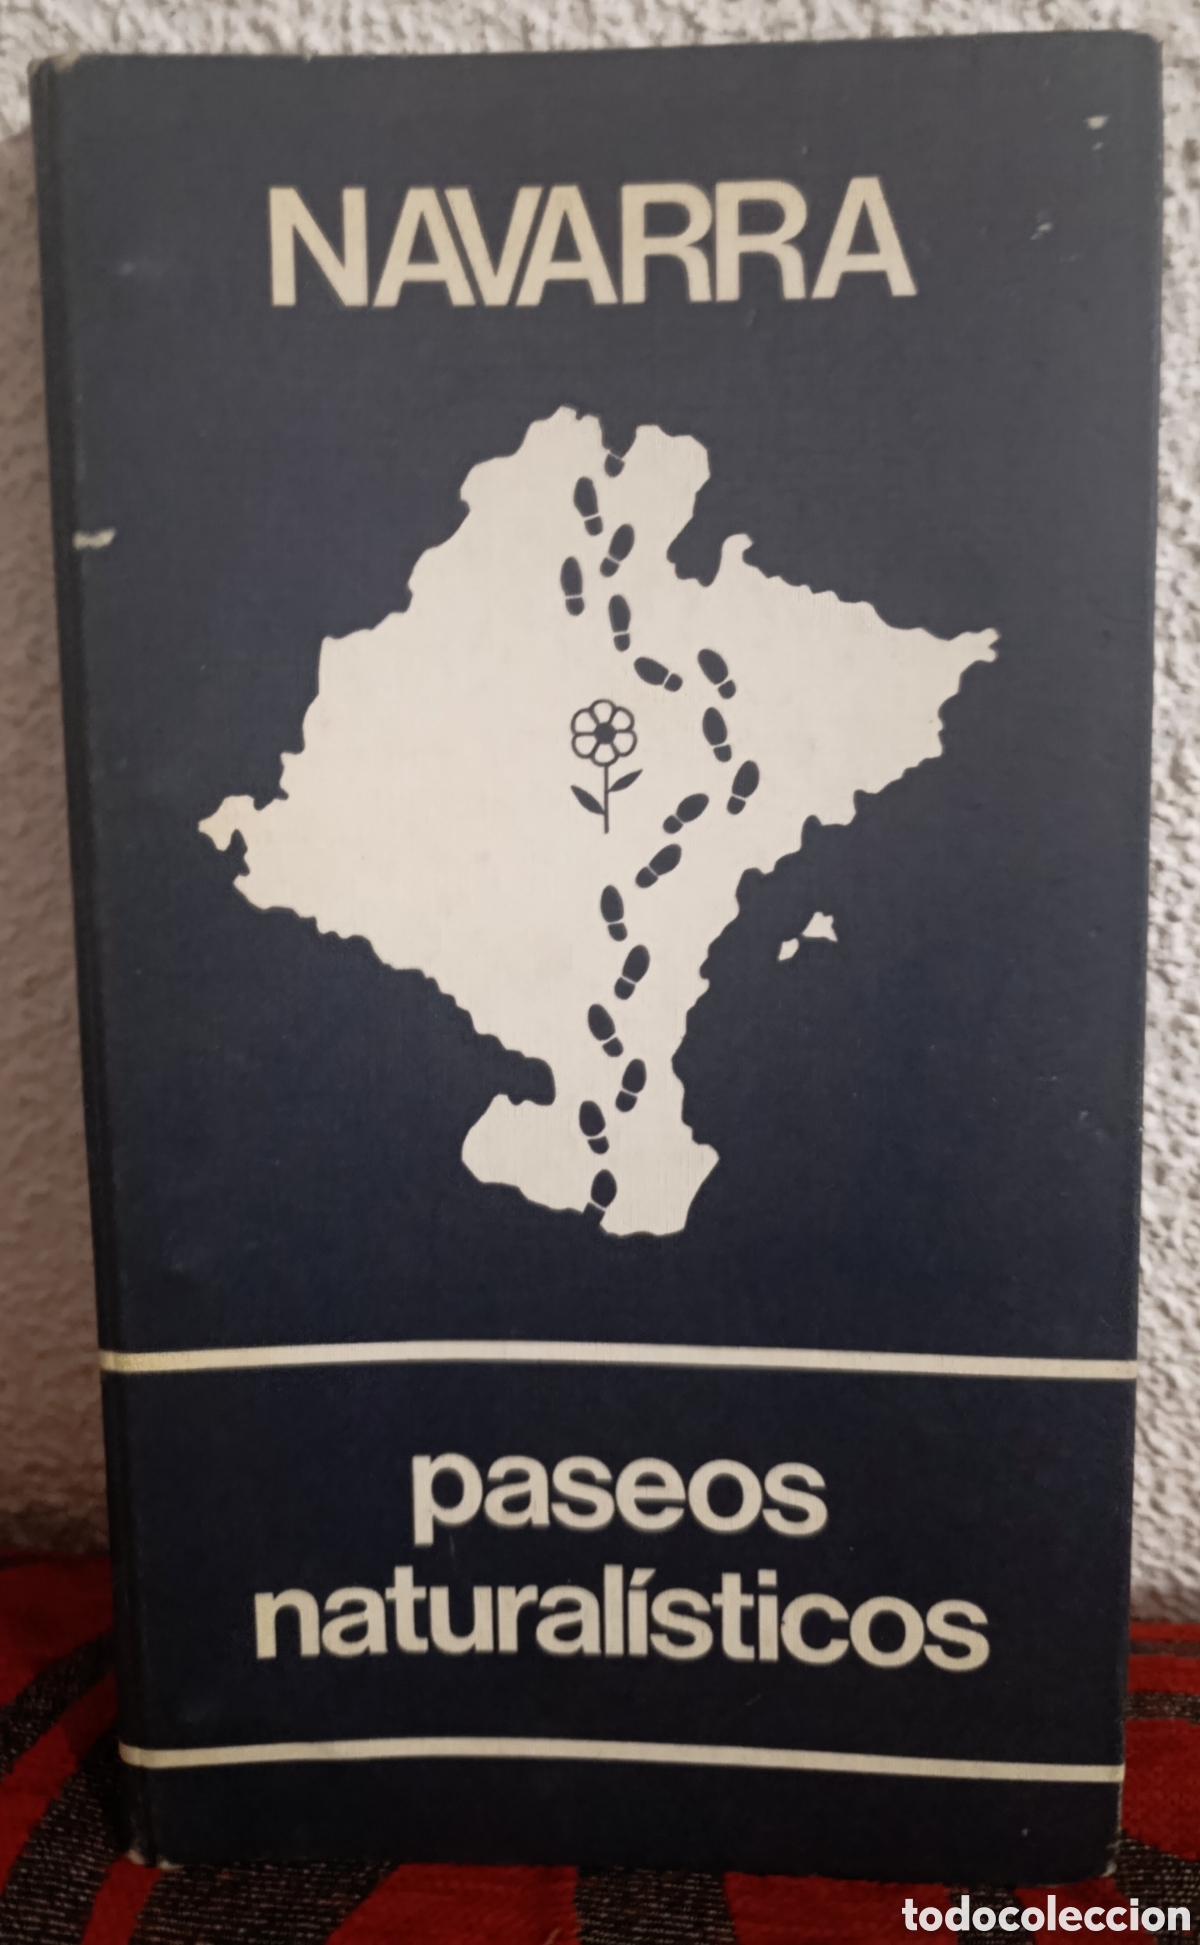 NAVARRA
paseos
naturalísticos
todocoleccion